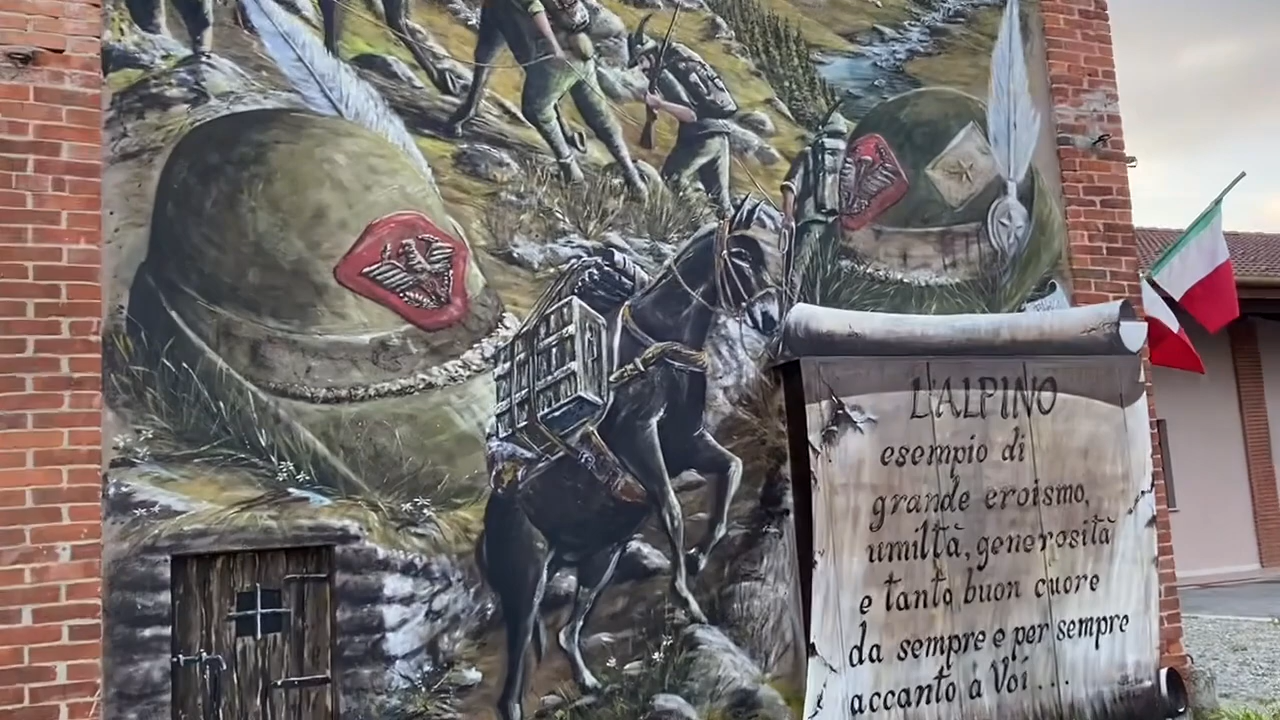 L'ALPINO
esempio di
grande eroismo,
umiltà, generosità
e tanto buon cuore
da sempre e per sempre
accanto a Voi...